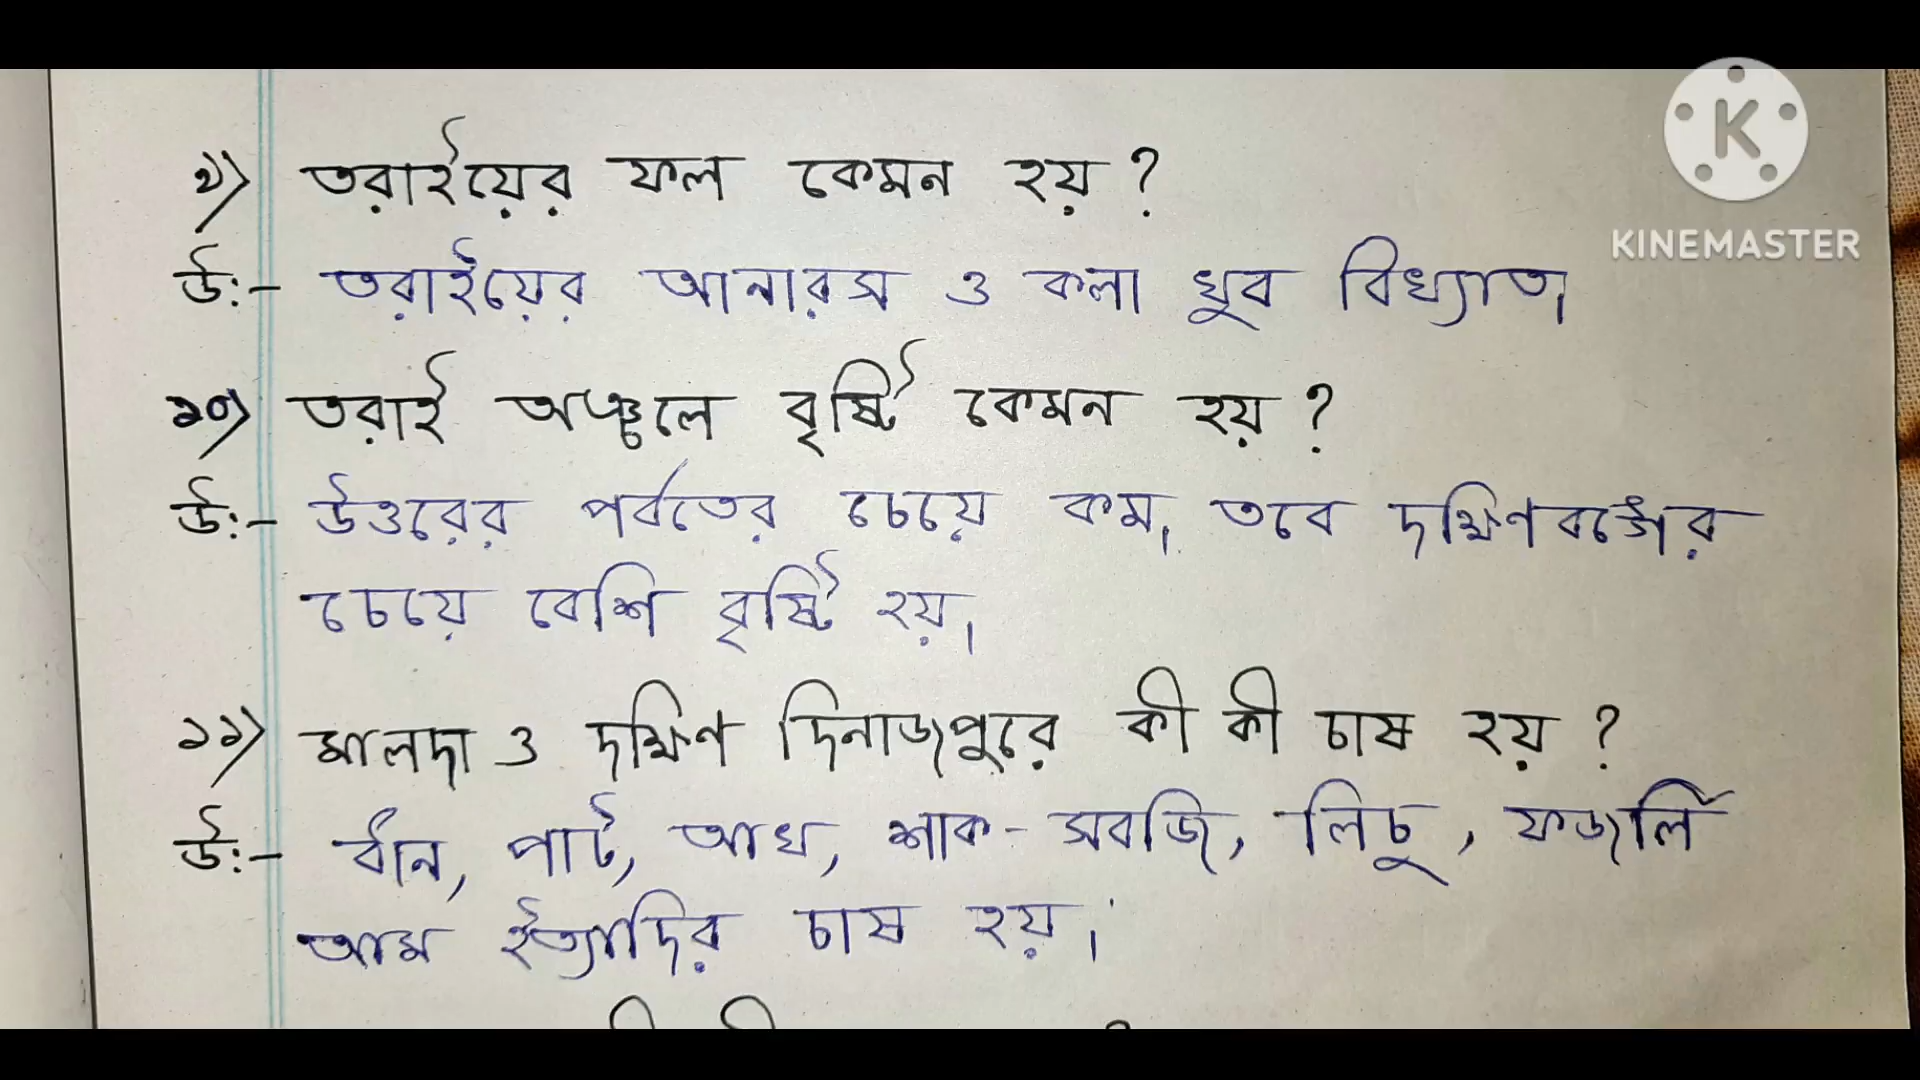 ৯) তরাইয়ের ফল কেমন হয়?
উ:- তরাইয়ের আনারস ও কলা খুব বিখ্যাত।
১০) তরাই অঞ্চলে বৃষ্টি কেমন হয়?
উ:- উত্তরের পর্বতের চেয়ে কম, তবে দক্ষিণবঙ্গের
চেয়ে বেশি বৃষ্টি হয়।
১১) মালদা ও দক্ষিণ দিনাজপুরে কী কী চাষ হয়?
উ:- ধান, পাট, আখ, শাক-সবজি, লিচু, ফজলি
আম ইত্যাদির চাষ হয়।
K
KINEMASTER